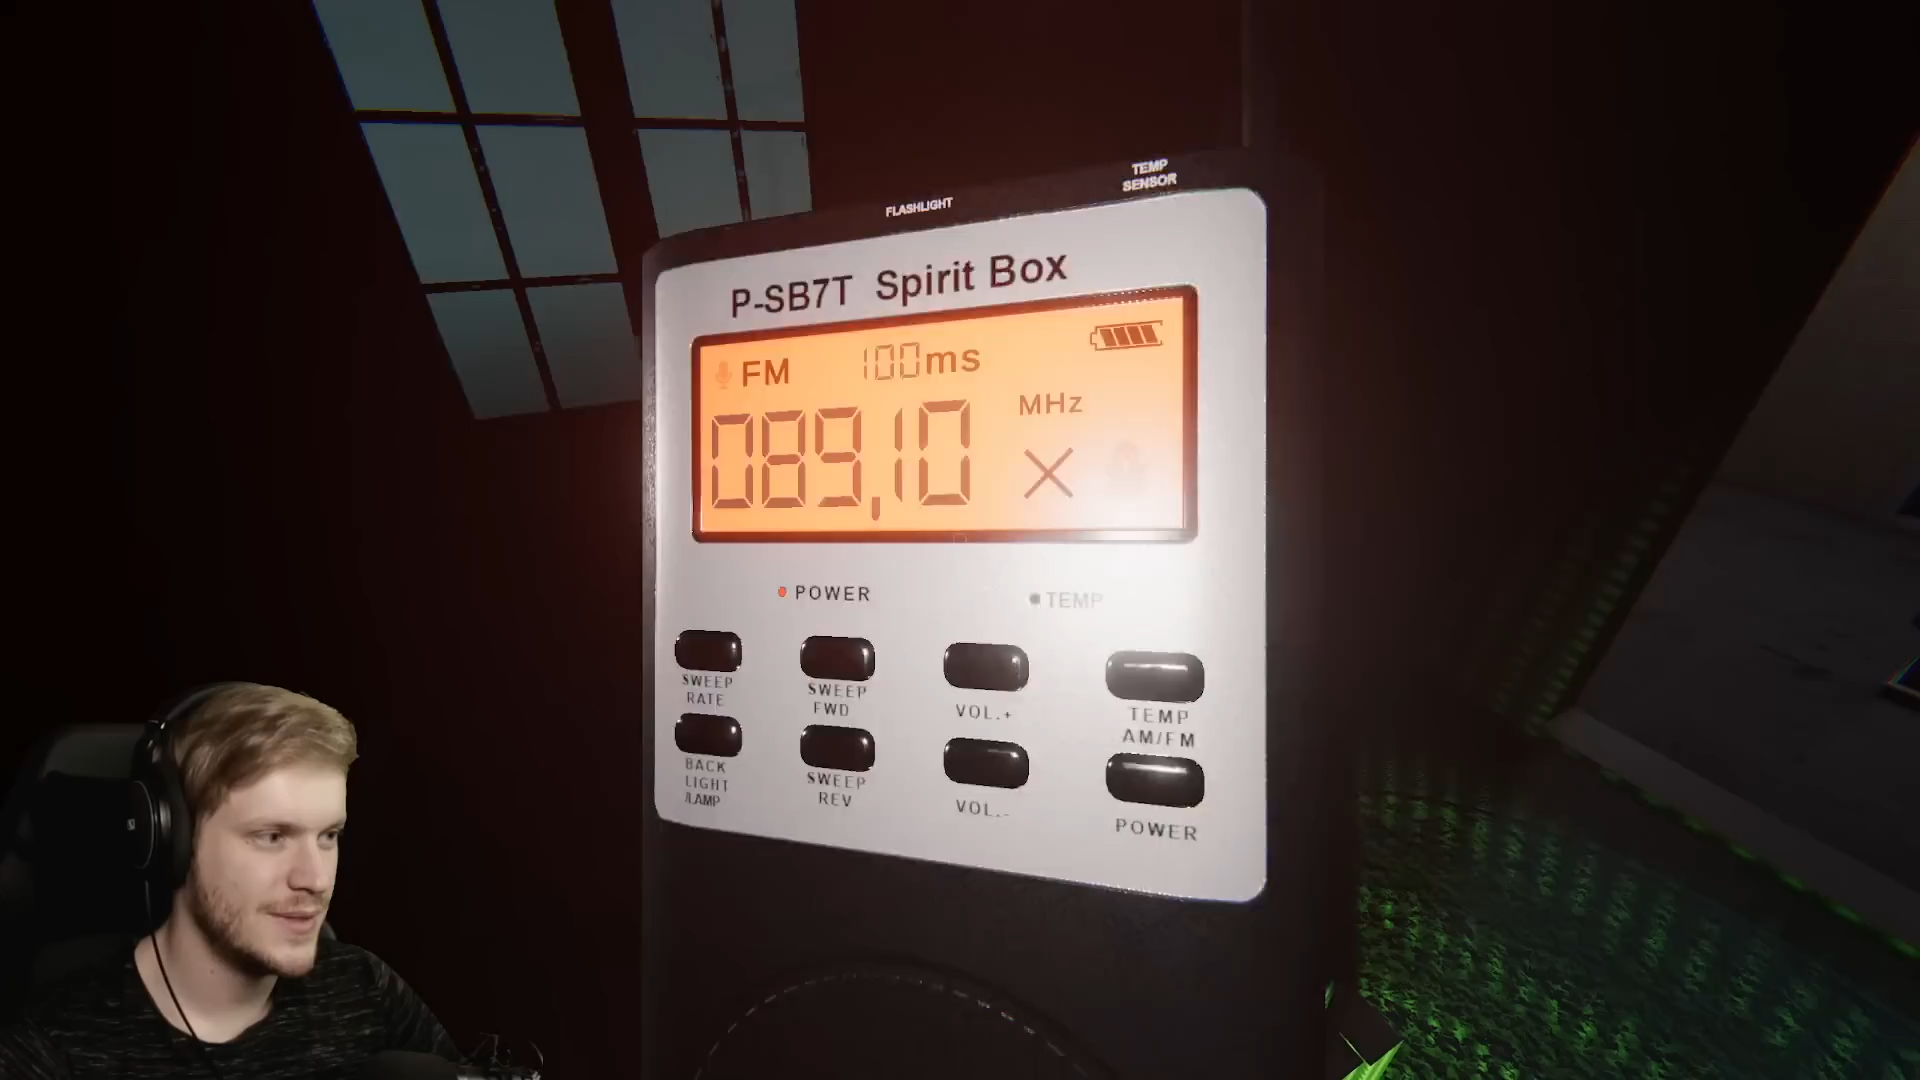 TEMP
SENSOR
FLASHLIGHT
P-SB7T Spirit Box
FM 100ms
089,10 MHz
POWER
TEMP
SWEEP
RATE
SWEEP
FWD
VOL.+
TEMP
AM/FM
BACK
LIGHT
/LAMP
SWEEP
REV
VOL.-
POWER